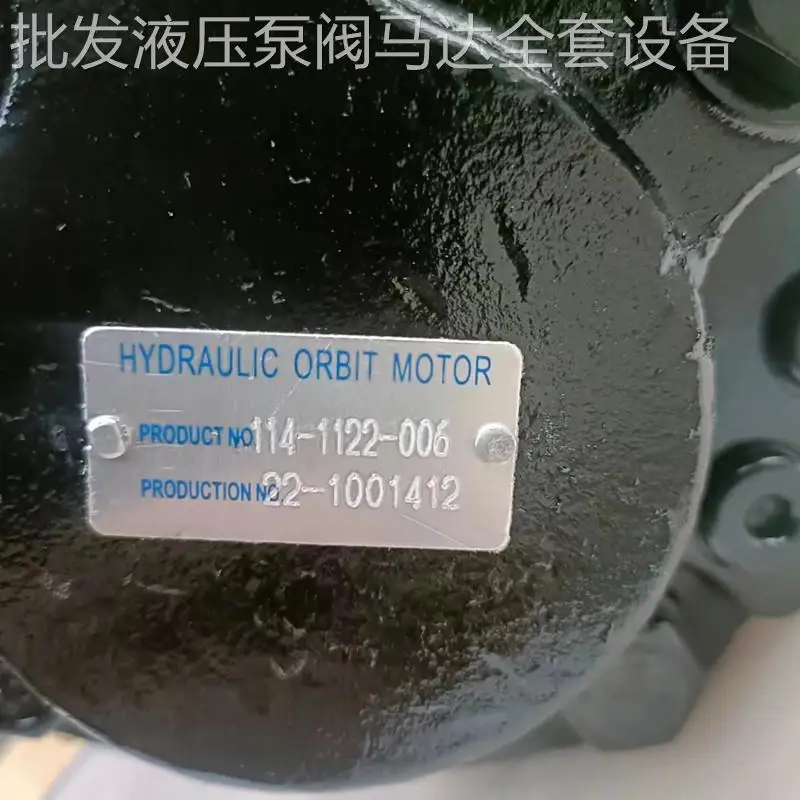 批发液压泵阀马达全套设备
HYDRAULIC ORBIT MOTOR
PRODUCT NO 114-1122-006
PRODUCTION NO 22-1001412